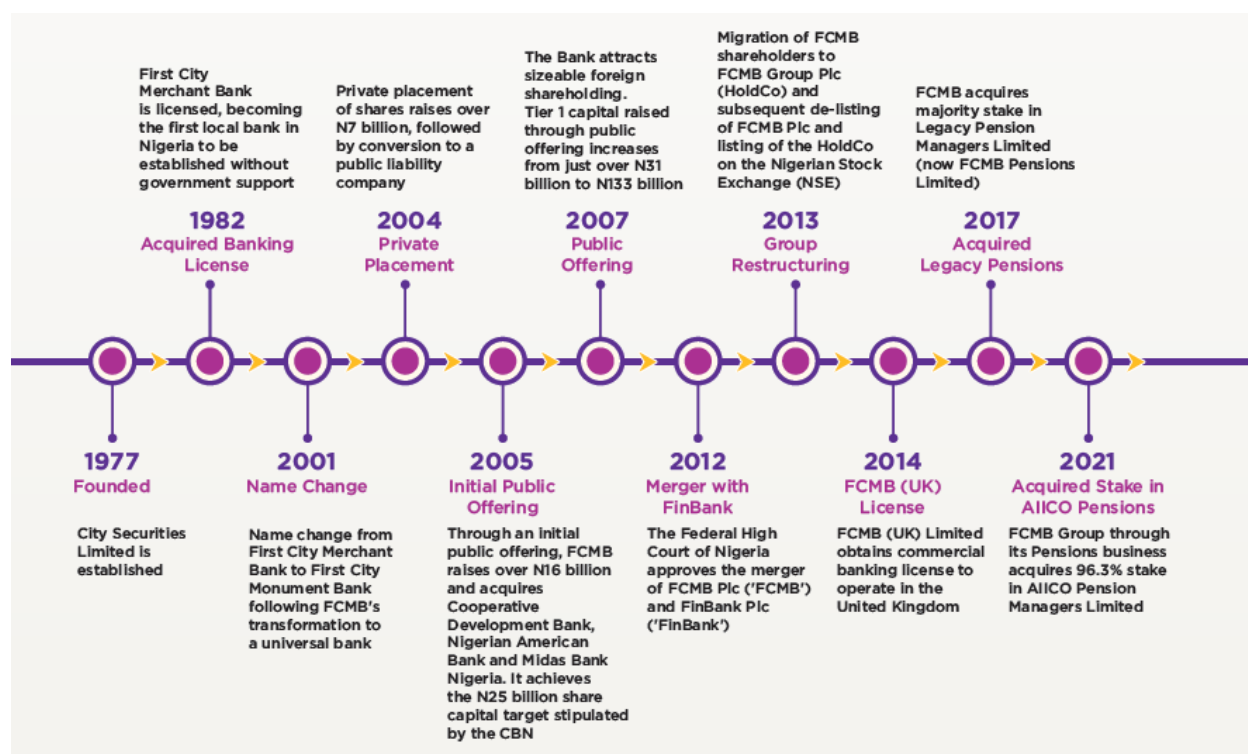 First City
Merchant Bank
is licensed, becoming
the first local bank in
Nigeria to be
established without
government support
1982
Acquired Banking
License
Private placement
of shares raises over
N7 billion, followed
by conversion to a
public liability
company
2004
Private
Placement
The Bank attracts
sizeable foreign
shareholding.
Tier 1 capital raised
through public
offering increases
from just over N31
billion to N133 billion
2007
Public
Offering
Migration of FCMB
shareholders to
FCMB Group Plc
(HoldCo) and
subsequent de-listing
of FCMB Plc and
listing of the HoldCo
on the Nigerian Stock
Exchange (NSE)
2013
Group
Restructuring
FCMB acquires
majority stake in
Legacy Pension
Managers Limited
(now FCMB Pensions
Limited)
2017
Acquired
Legacy Pensions
1977
Founded
City Securities
Limited is
established
2001
Name Change
Name change from
First City Merchant
Bank to First City
Monument Bank
following FCMB's
transformation to
a universal bank
2005
Initial Public
Offering
Through an initial
public offering, FCMB
raises over N16 billion
and acquires
Cooperative
Development Bank,
Nigerian American
Bank and Midas Bank
Nigeria. It achieves
the N25 billion share
capital target stipulated
by the CBN
2012
Merger with
FinBank
The Federal High
Court of Nigeria
approves the merger
of FCMB Plc ('FCMB')
and FinBank Plc
('FinBank')
2014
FCMB (UK)
License
FCMB (UK) Limited
obtains commercial
banking license to
operate in the
United Kingdom
2021
Acquired Stake in
AIICO Pensions
FCMB Group through
its Pensions business
acquires 96.3% stake
in AIICO Pension
Managers Limited